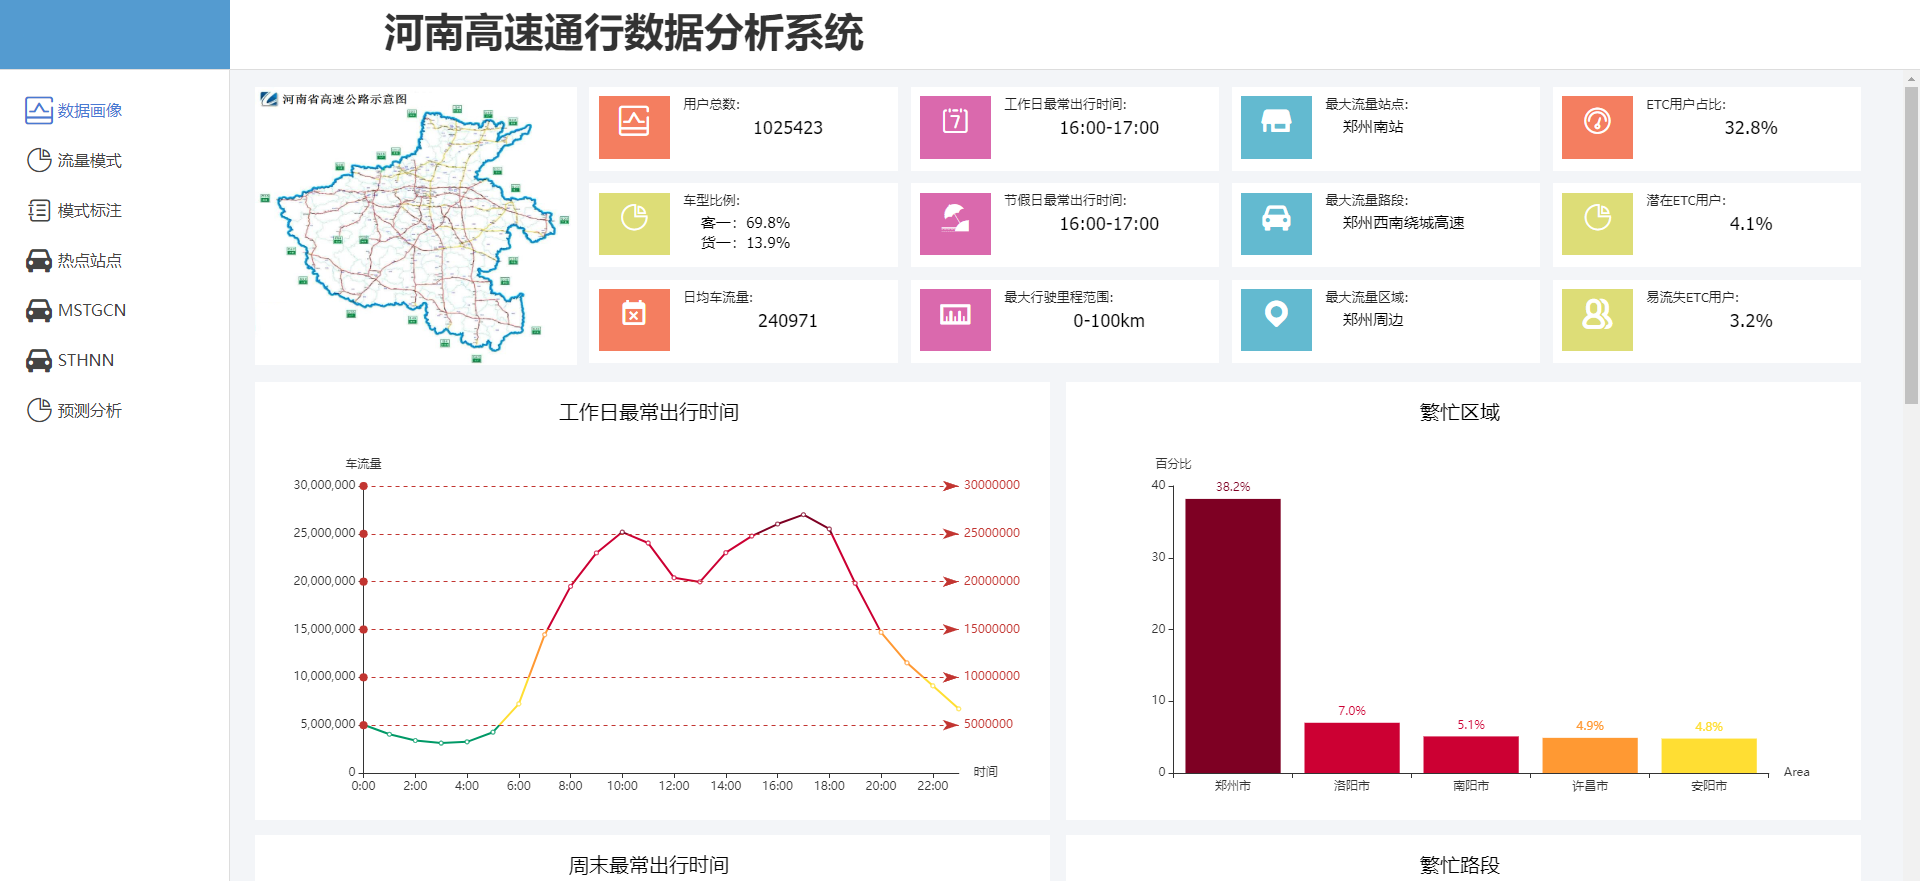 河南高速通行数据分析系统
数据画像
流量模式
模式标注
热点站点
MSTGCN
STHNN
预测分析
河南省高速公路示意图
用户总数:
1025423
工作日最常出行时间:
16:00-17:00
最大流量站点:
郑州南站
ETC用户占比:
32.8%
车型比例:
客一：69.8%
货一：13.9%
节假日最常出行时间:
16:00-17:00
最大流量路段:
郑州西南绕城高速
潜在ETC用户:
4.1%
日均车流量:
240971
最大行驶里程范围:
0-100km
最大流量区域:
郑州周边
易流失ETC用户:
3.2%
工作日最常出行时间
车流量
30,000,000
30000000
25,000,000
25000000
20,000,000
20000000
15,000,000
15000000
10,000,000
10000000
5,000,000
5000000
0
时间
0:00 2:00 4:00 6:00 8:00 10:00 12:00 14:00 16:00 18:00 20:00 22:00
繁忙区域
百分比
40
38.2%
30
20
10
7.0%
5.1%
4.9%
4.8%
0
Area
郑州市 洛阳市 南阳市 许昌市 安阳市
周末最常出行时间
繁忙路段